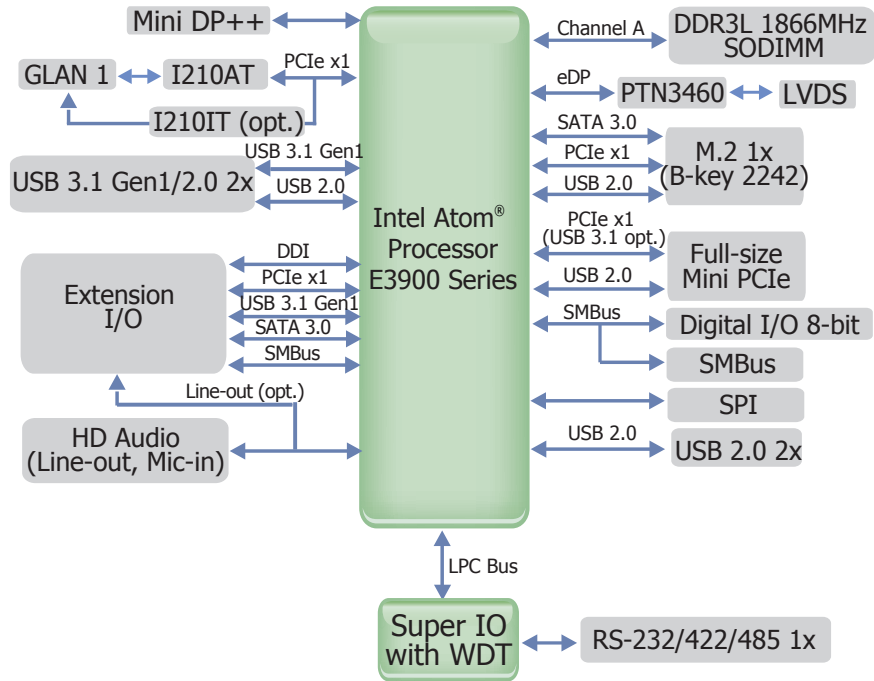 Mini DP++
PCIe x1
GLAN 1
I210AT
I210IT (opt.)
USB 3.1 Gen1
USB 3.1 Gen1/2.0 2x
USB 2.0
DDI
PCIe x1
Extension
I/O
USB 3.1 Gen1
SATA 3.0
SMBus
Line-out (opt.)
HD Audio
(Line-out, Mic-in)
Intel Atom®
Processor
E3900 Series
Channel A
DDR3L 1866MHz
SODIMM
eDP
PTN3460
LVDS
SATA 3.0
PCIe x1
USB 2.0
M.2 1x
(B-key 2242)
PCIe x1
(USB 3.1 opt.)
USB 2.0
Full-size
Mini PCIe
SMBus
Digital I/O 8-bit
SMBus
SPI
USB 2.0
USB 2.0 2x
LPC Bus
Super IO
with WDT
RS-232/422/485 1x